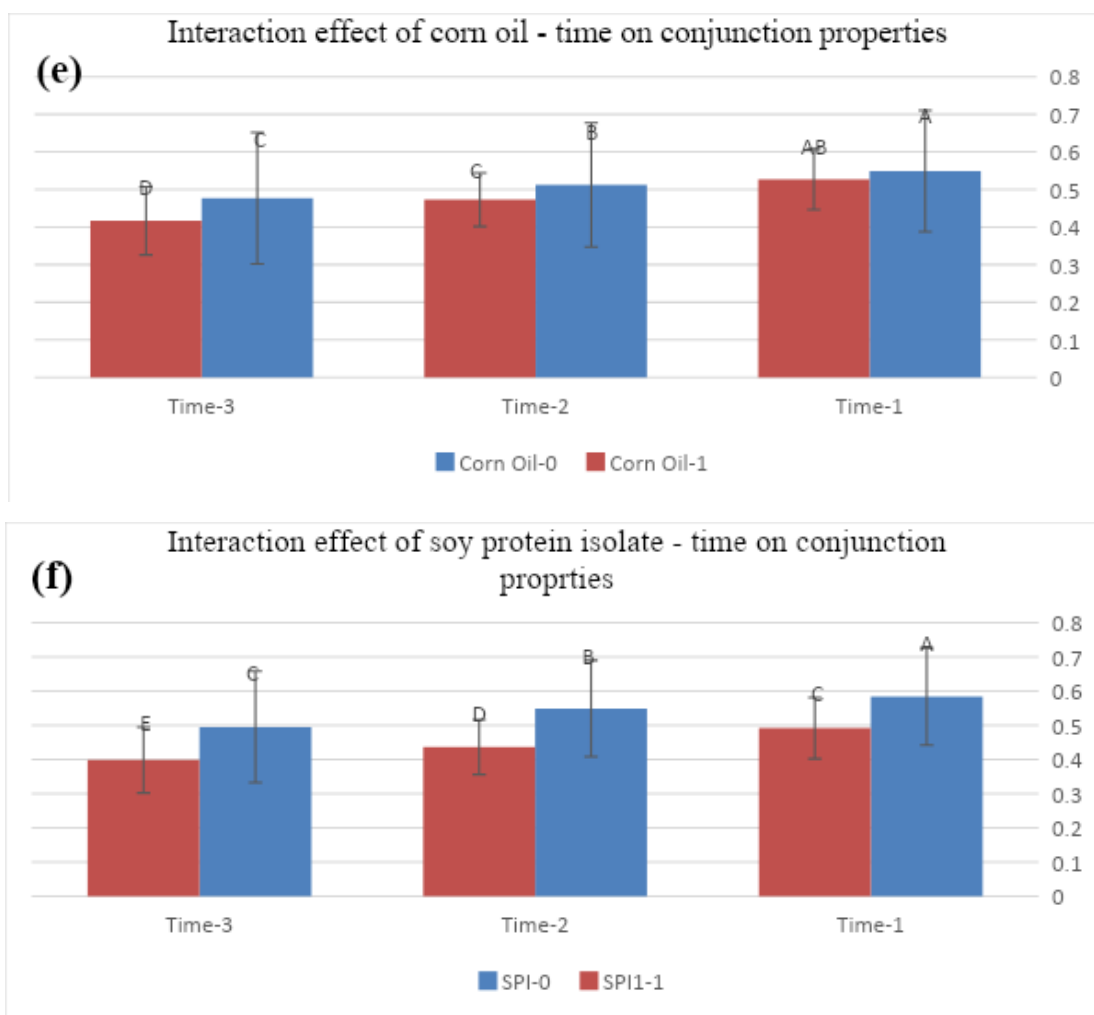 Interaction effect of corn oil - time on conjunction properties
(e)
0.8
0.7
0.6
0.5
0.4
0.3
0.2
0.1
0
D
C
C
B
AB
A
Time-3
Time-2
Time-1
Corn Oil-0
Corn Oil-1
Interaction effect of soy protein isolate - time on conjunction
proprties
(f)
0.8
0.7
0.6
0.5
0.4
0.3
0.2
0.1
0
E
C
D
B
C
A
Time-3
Time-2
Time-1
SPI-0
SPI1-1